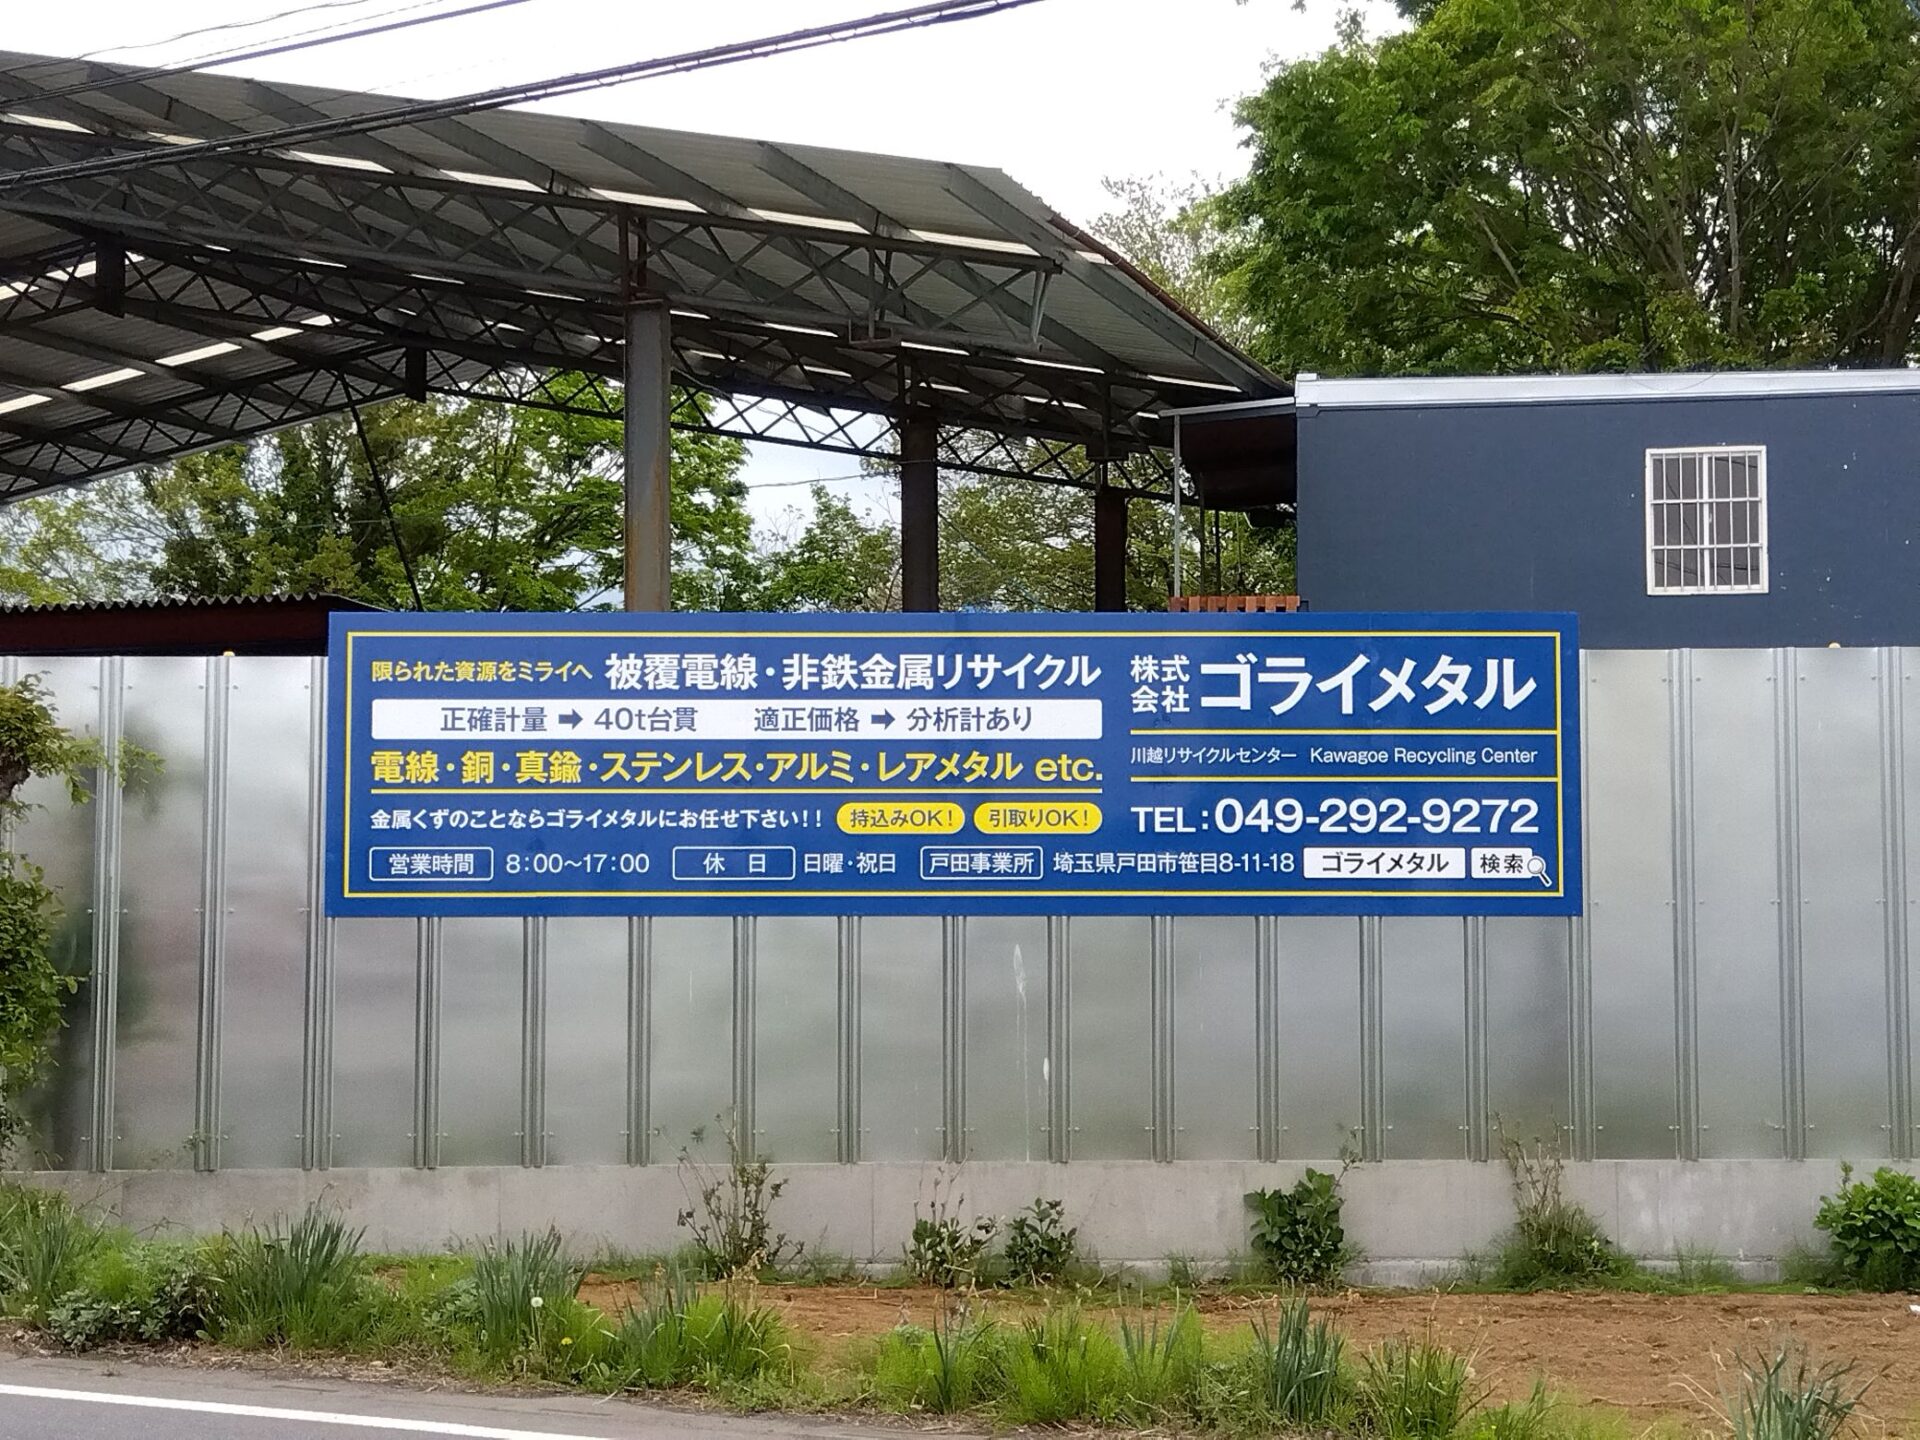 限られた資源をミライへ 被覆電線・非鉄金属リサイクル
正確計量 ➡ 40t台貫 適正価格 ➡ 分析計あり
電線・銅・真鍮・ステンレス・アルミ・レアメタル etc.
金属くずのことならゴライメタルにお任せ下さい！！ 持込みOK！ 引取りOK！
株式会社 ゴライメタル
川越リサイクルセンター Kawagoe Recycling Center
TEL：049-292-9272
営業時間 8：00〜17：00 休 日 日曜・祝日 戸田事業所 埼玉県戸田市笹目8-11-18 ゴライメタル 検索